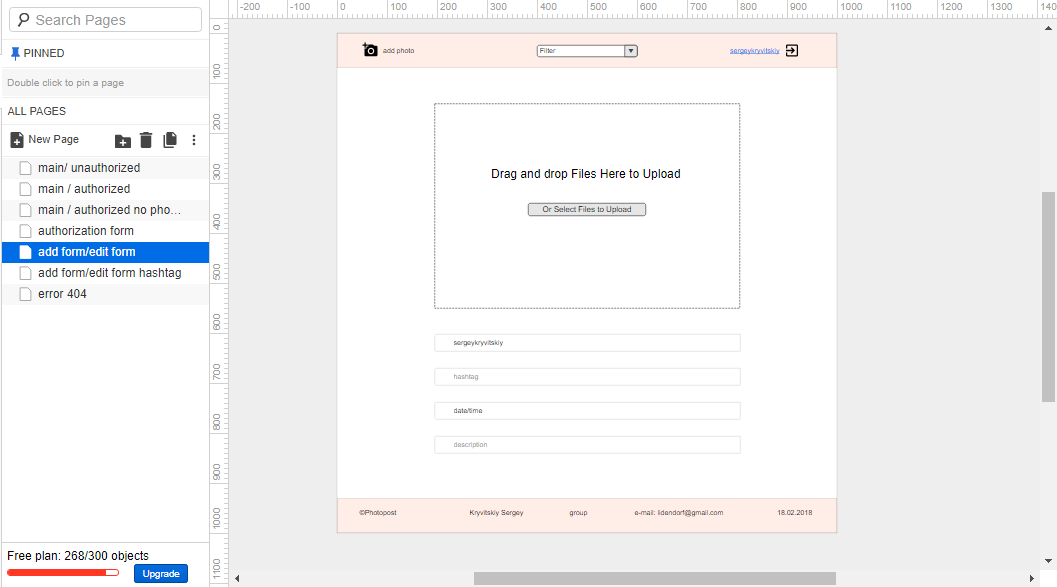 Search Pages
PINNED
Double click to pin a page
ALL PAGES
New Page
main/ unauthorized
main / authorized
main / authorized no pho...
authorization form
add form/edit form
add form/edit form hashtag
error 404
Free plan: 268/300 objects
Upgrade
-200 -100 0 100 200 300 400 500 600 700 800 900 1000 1100 1200 1300 140
0
100
200
300
400
500
600
700
800
900
1000
1100
add photo Filter sergeykryvitskiy
Drag and drop Files Here to Upload
Or Select Files to Upload
sergeykryvitskiy
hashtag
date/time
description
©Photopost Kryvitskiy Sergey group e-mail: lidendorf@gmail.com 18.02.2018